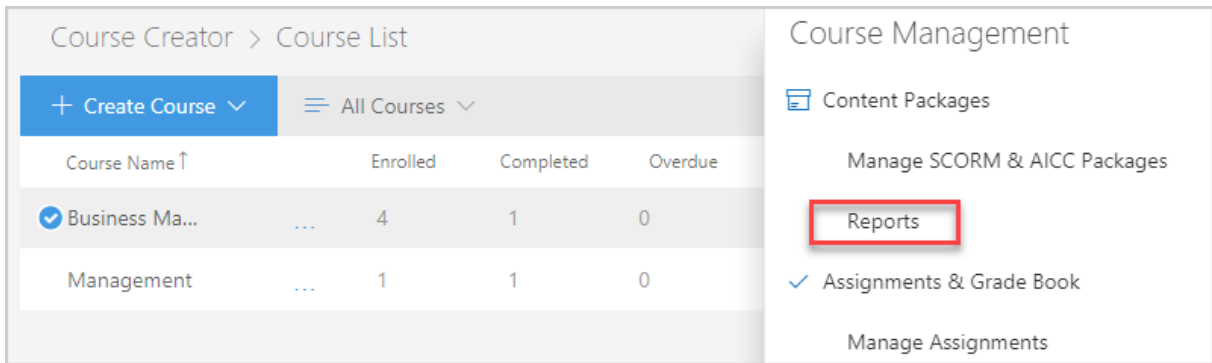 Course Creator > Course List
+ Create Course
All Courses
Course Name↑ Enrolled Completed Overdue
Business Ma... ... 4 1 0
Management ... 1 1 0
Course Management
Content Packages
Manage SCORM & AICC Packages
Reports
Assignments & Grade Book
Manage Assignments